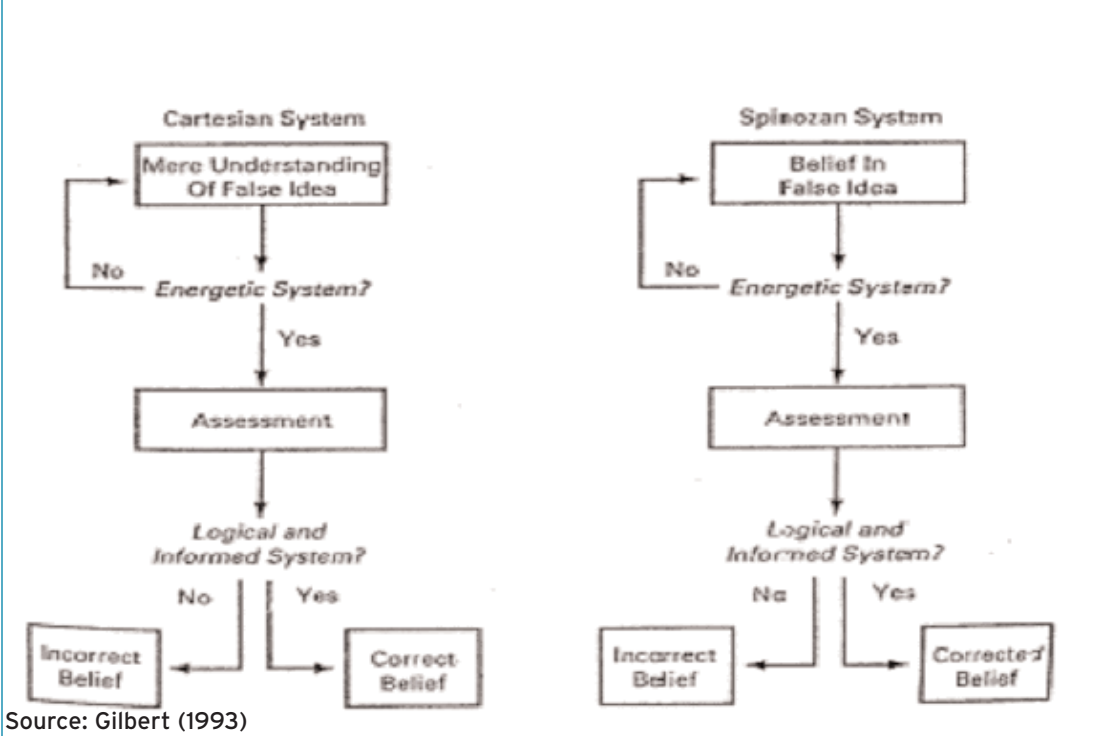 Cartesian System
Mere Understanding
Of False Idea
No
Energetic System?
Yes
Assessment
Logical and
Informed System?
No
Yes
Incorrect
Belief
Correct
Belief
Spinozan System
Belief In
False Idea
No
Energetic System?
Yes
Assessment
Logical and
Informed System?
No
Yes
Incorrect
Belief
Corrected
Belief
Source: Gilbert (1993)